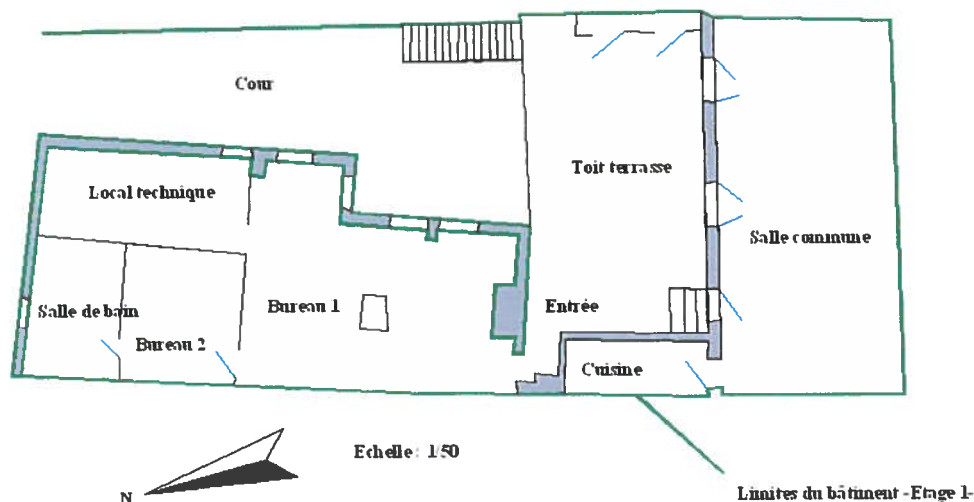 Cour
Toit terrasse
Local technique
Salle commune
Salle de bain
Bureau 1
Entrée
Bureau 2
Cuisine
Echelle : 1/50
N
Limites du bâtiment -Etage 1-